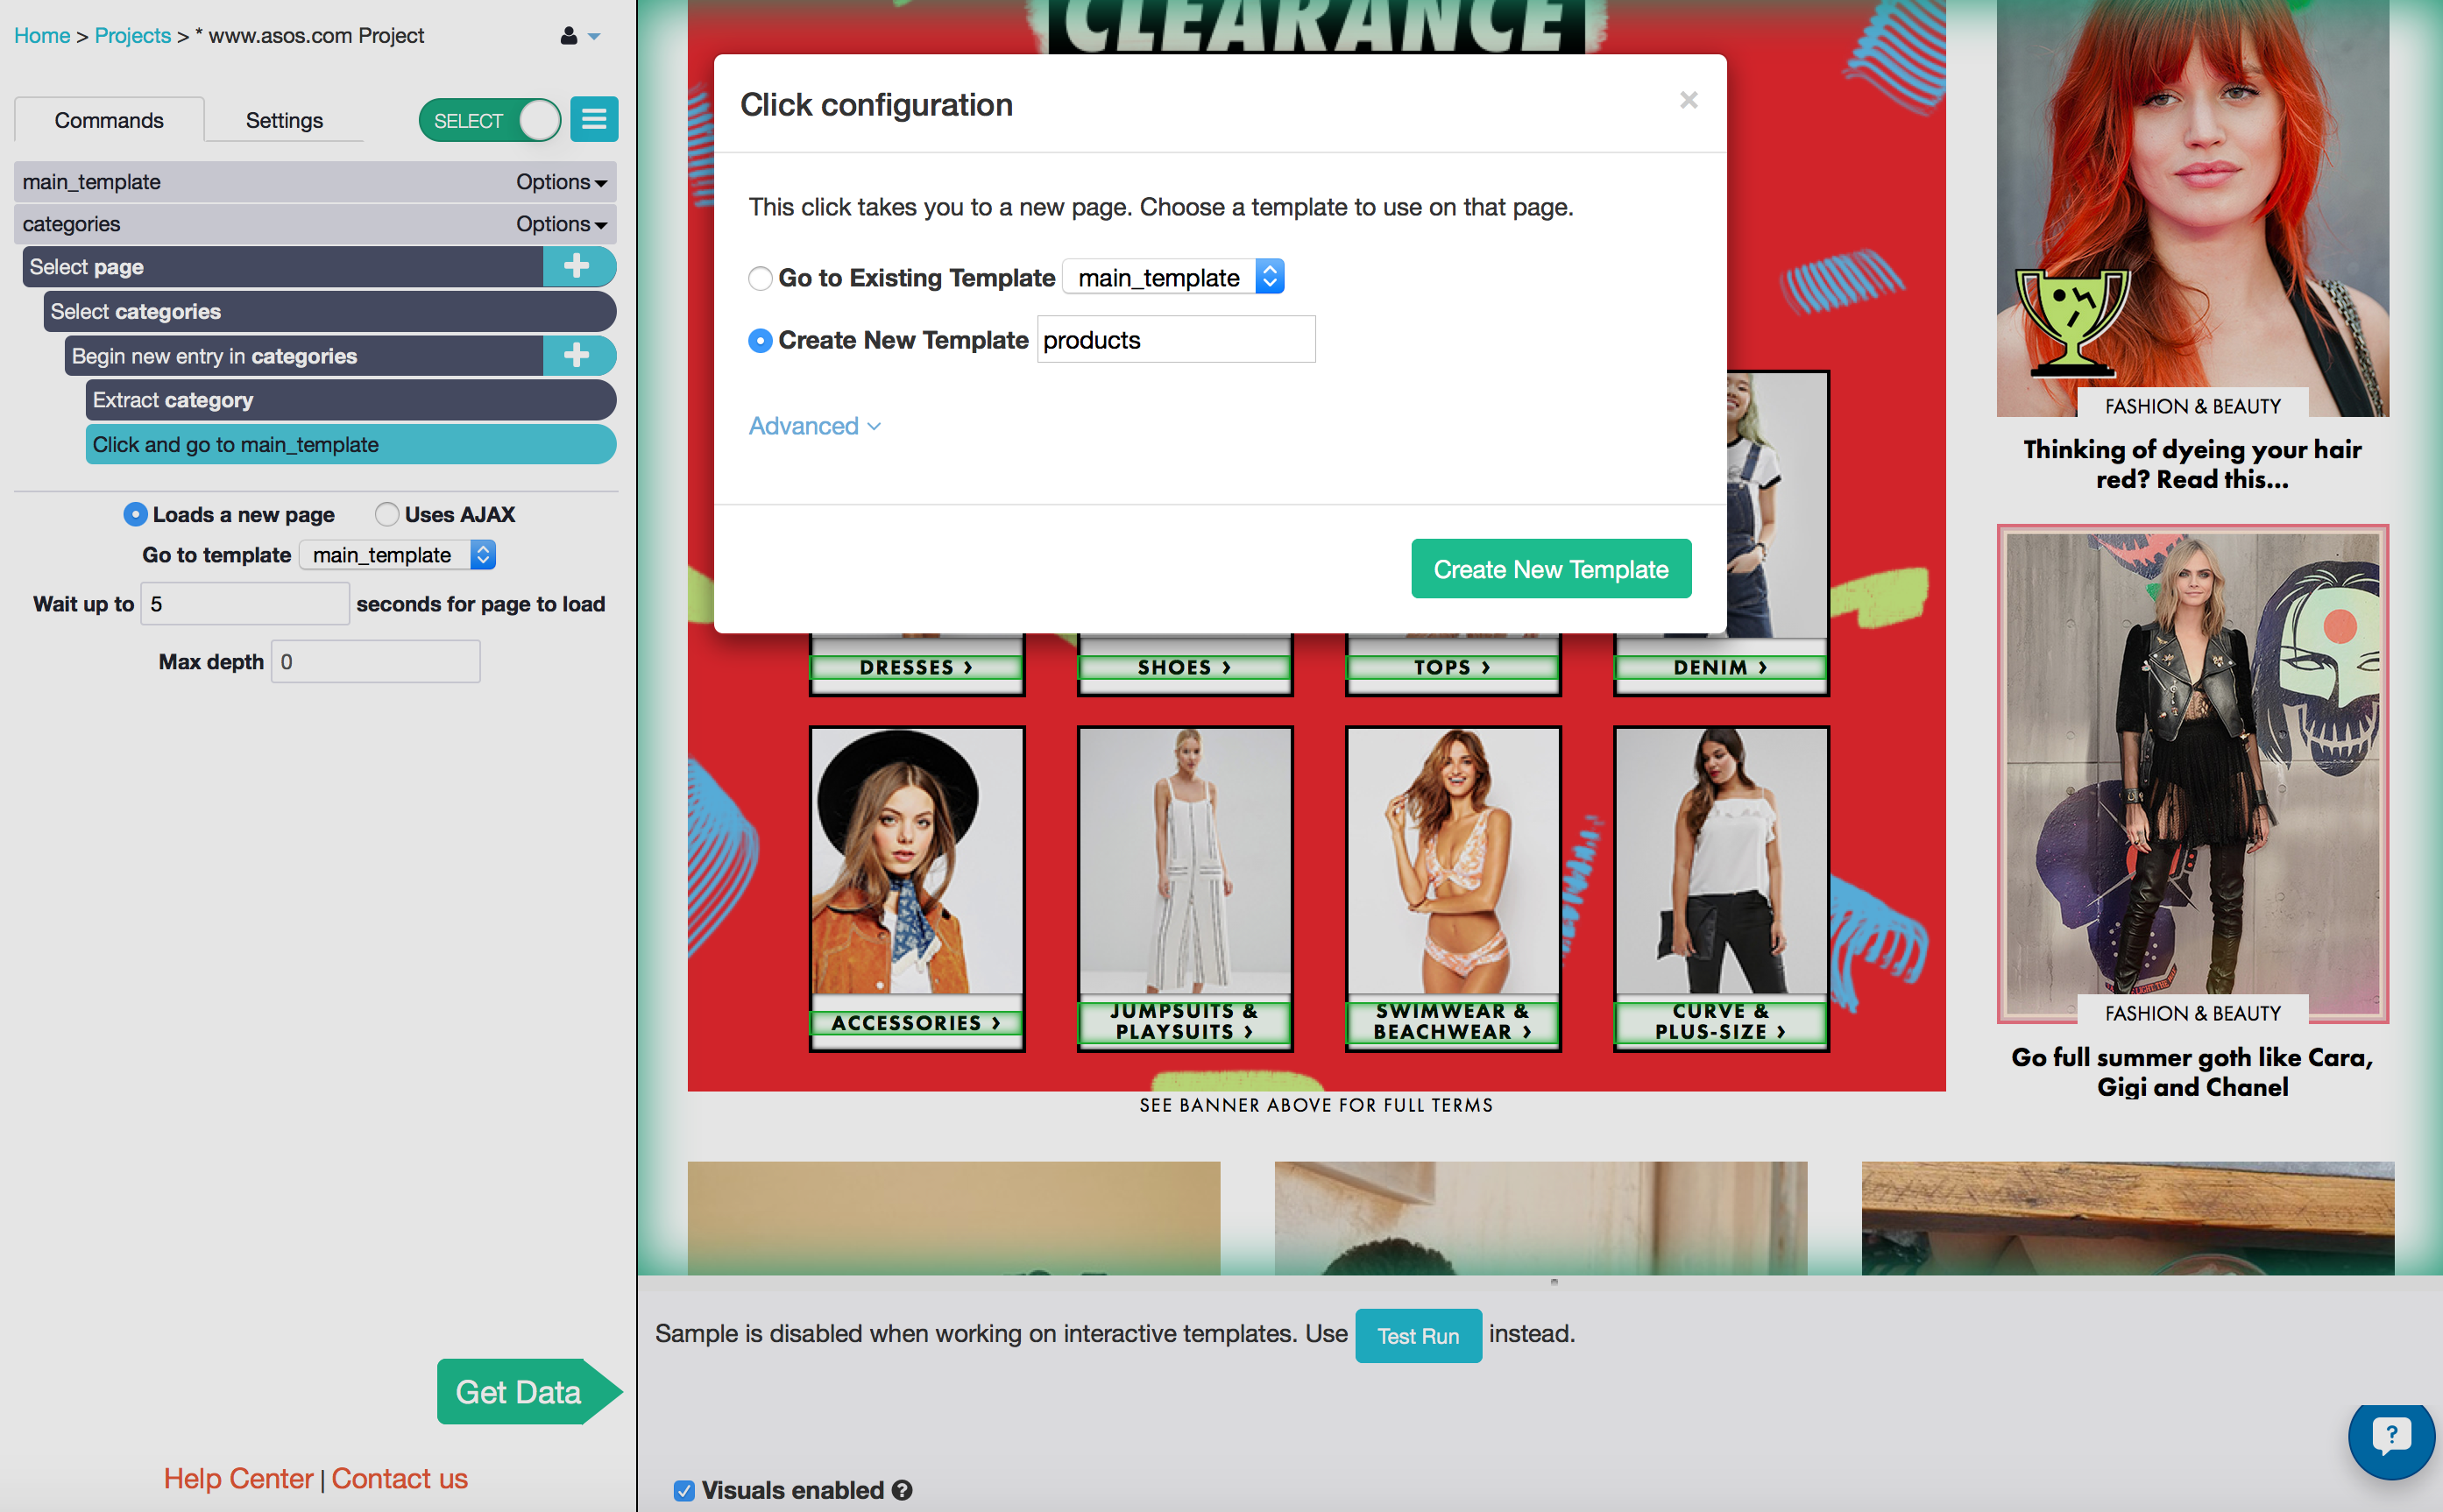 Home > Projects > * www.asos.com Project
Commands
Settings
SELECT
main_template
Options
categories
Options
Select page
Select categories
Begin new entry in categories
Extract category
Click and go to main_template
Loads a new page
Uses AJAX
Go to template main_template
Wait up to 5 seconds for page to load
Max depth 0
Get Data
Help Center | Contact us
CLEARANCE
Click configuration
×
This click takes you to a new page. Choose a template to use on that page.
Go to Existing Template main_template
Create New Template products
Advanced
Create New Template
DRESSES ›
SHOES ›
TOPS ›
DENIM ›
ACCESSORIES ›
JUMPSUITS &
PLAYSUITS ›
SWIMWEAR &
BEACHWEAR ›
CURVE &
PLUS-SIZE ›
SEE BANNER ABOVE FOR FULL TERMS
FASHION & BEAUTY
Thinking of dyeing your hair
red? Read this...
FASHION & BEAUTY
Go full summer goth like Cara,
Gigi and Chanel
Sample is disabled when working on interactive templates. Use Test Run instead.
Visuals enabled ?
?